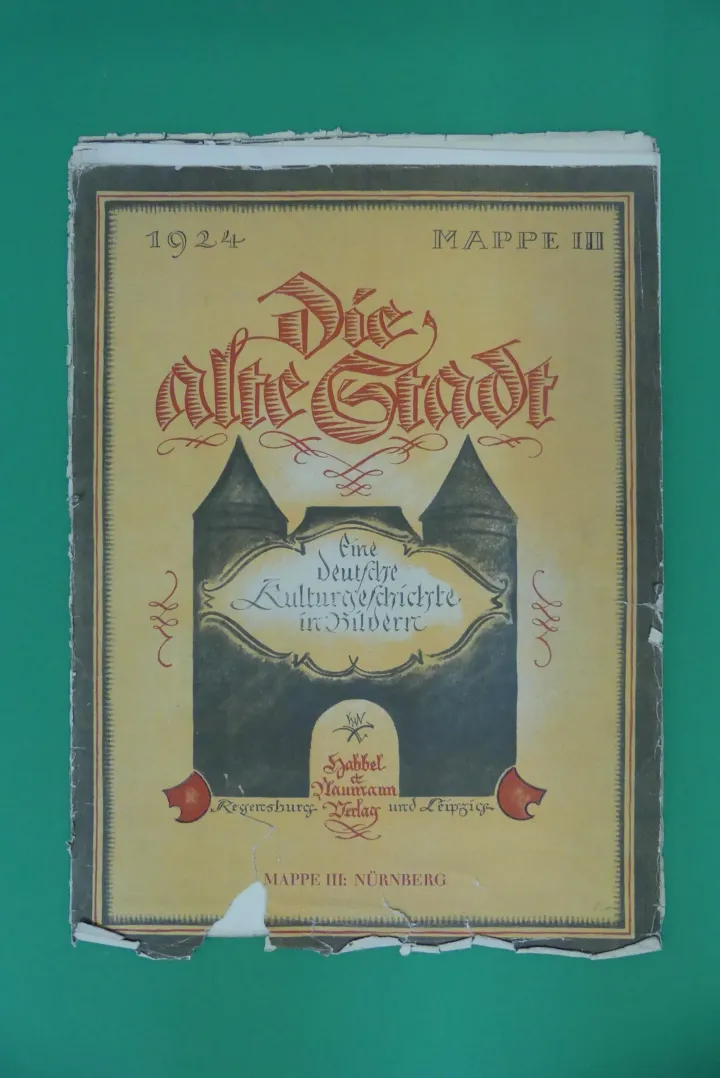 1924 MAPPE III
Die
alte Stadt
Eine
deutsche
Kulturgeschichte
in Bildern
Habbel
et
Naumann
Regensburg Verlag und Leipzig
MAPPE III: NÜRNBERG